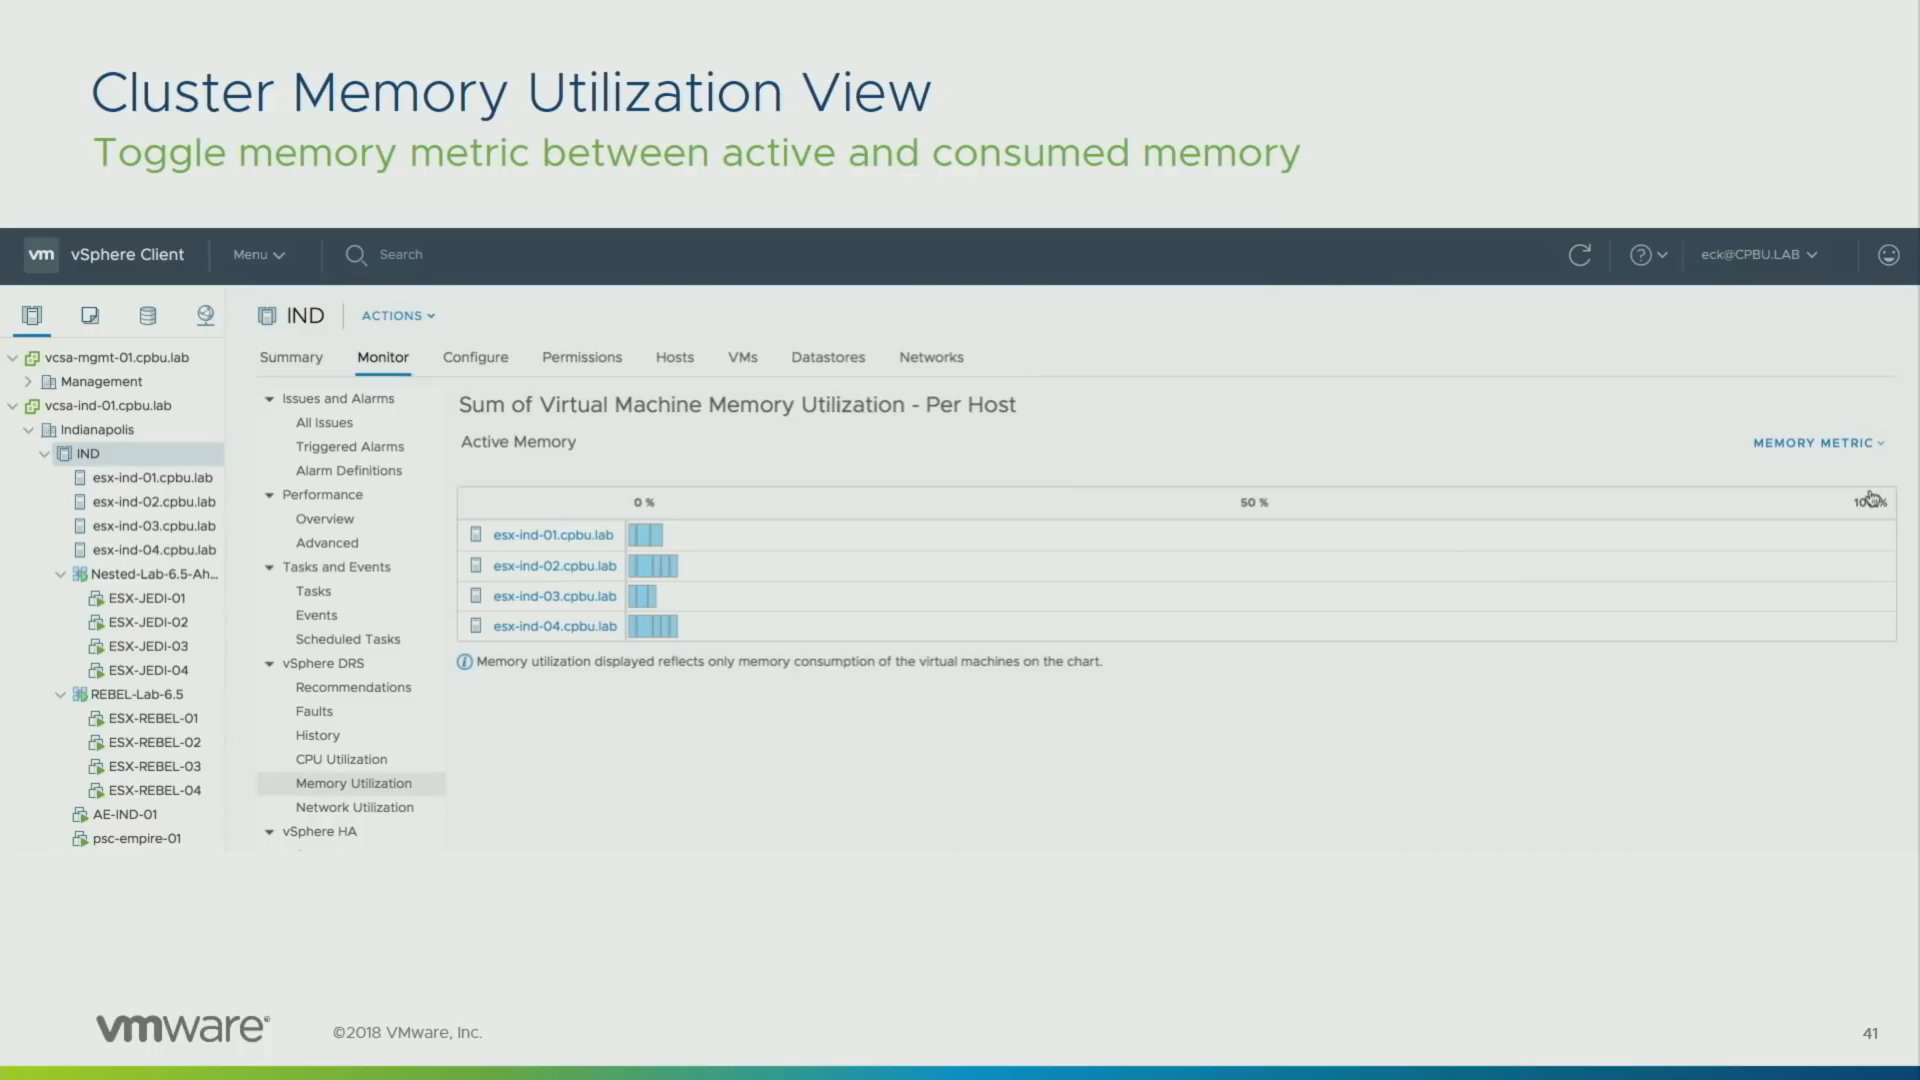 Cluster Memory Utilization View
Toggle memory metric between active and consumed memory
vm vSphere Client Menu Search eck@CPBU.LAB
IND ACTIONS
Summary Monitor Configure Permissions Hosts VMs Datastores Networks
vcsa-mgmt-01.cpbu.lab
Management
vcsa-ind-01.cpbu.lab
Indianapolis
IND
esx-ind-01.cpbu.lab
esx-ind-02.cpbu.lab
esx-ind-03.cpbu.lab
esx-ind-04.cpbu.lab
Nested-Lab-6.5-Ah...
ESX-JEDI-01
ESX-JEDI-02
ESX-JEDI-03
ESX-JEDI-04
REBEL-Lab-6.5
ESX-REBEL-01
ESX-REBEL-02
ESX-REBEL-03
ESX-REBEL-04
AE-IND-01
psc-empire-01
Issues and Alarms
All Issues
Triggered Alarms
Alarm Definitions
Performance
Overview
Advanced
Tasks and Events
Tasks
Events
Scheduled Tasks
vSphere DRS
Recommendations
Faults
History
CPU Utilization
Memory Utilization
Network Utilization
vSphere HA
Sum of Virtual Machine Memory Utilization - Per Host
Active Memory
MEMORY METRIC
0 % 50 %
esx-ind-01.cpbu.lab
esx-ind-02.cpbu.lab
esx-ind-03.cpbu.lab
esx-ind-04.cpbu.lab
Memory utilization displayed reflects only memory consumption of the virtual machines on the chart.
vmware®
©2018 VMware, Inc.
41